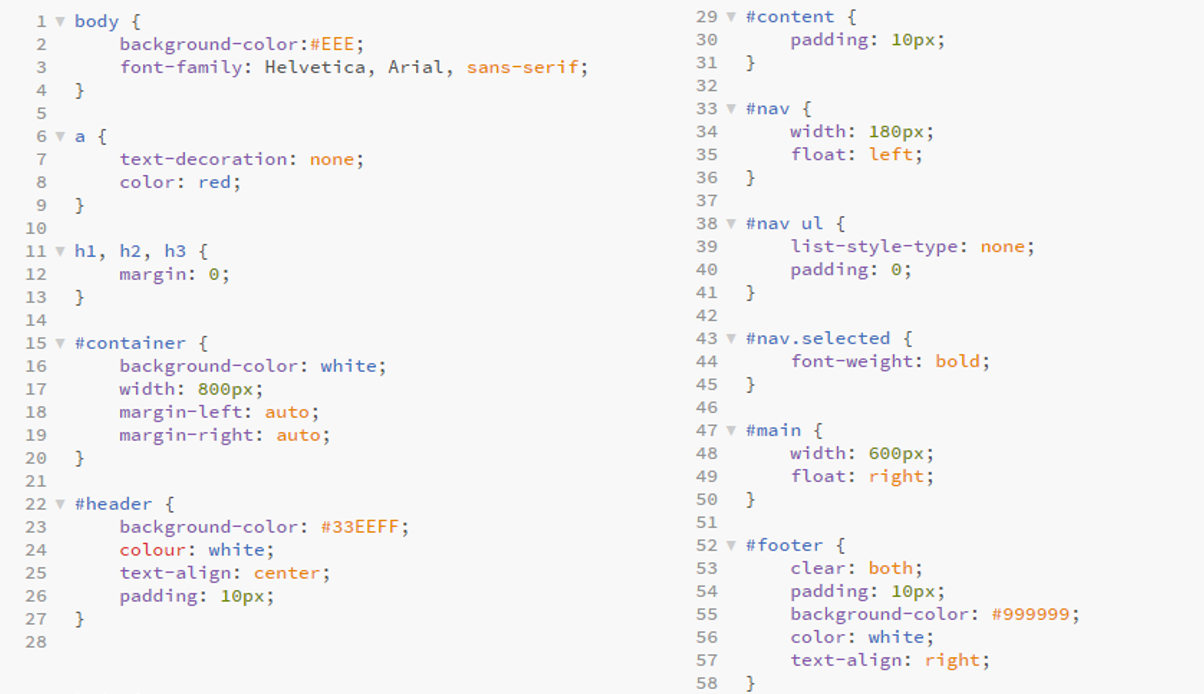 1 body {
2 background-color:#EEE;
3 font-family: Helvetica, Arial, sans-serif;
4 }
5
6 a {
7 text-decoration: none;
8 color: red;
9 }
10
11 h1, h2, h3 {
12 margin: 0;
13 }
14
15 #container {
16 background-color: white;
17 width: 800px;
18 margin-left: auto;
19 margin-right: auto;
20 }
21
22 #header {
23 background-color: #33EEFF;
24 colour: white;
25 text-align: center;
26 padding: 10px;
27 }
28
29 #content {
30 padding: 10px;
31 }
32
33 #nav {
34 width: 180px;
35 float: left;
36 }
37
38 #nav ul {
39 list-style-type: none;
40 padding: 0;
41 }
42
43 #nav.selected {
44 font-weight: bold;
45 }
46
47 #main {
48 width: 600px;
49 float: right;
50 }
51
52 #footer {
53 clear: both;
54 padding: 10px;
55 background-color: #999999;
56 color: white;
57 text-align: right;
58 }